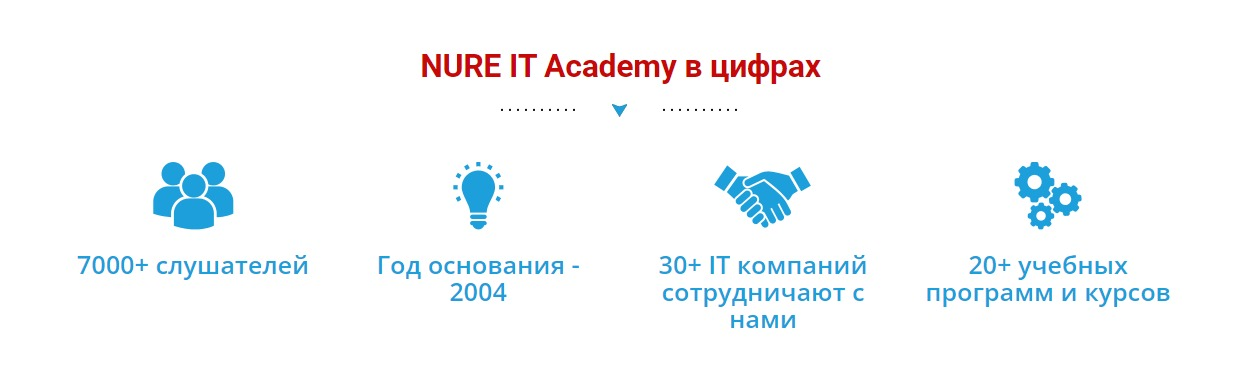 NURE IT Academy в цифрах
7000+ слушателей
Год основания -
2004
30+ IT компаний
сотрудничают с
нами
20+ учебных
программ и курсов